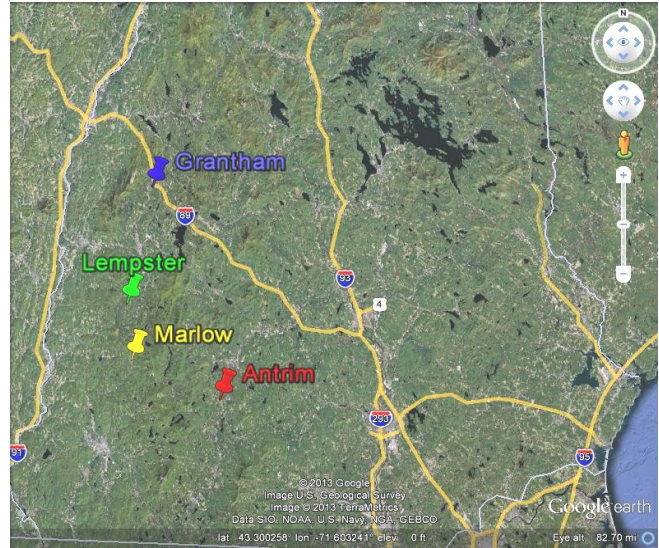 N
Grantham
89
Lempster
93
4
Marlow
Antrim
293
91
95
© 2013 Google
Image U.S. Geological Survey
Image © 2013 TerraMetrics
Data SIO, NOAA, U.S. Navy, NGA, GEBCO
Google earth
lat 43.300258° lon -71.603241° elev 0 ft Eye alt 82.70 mi